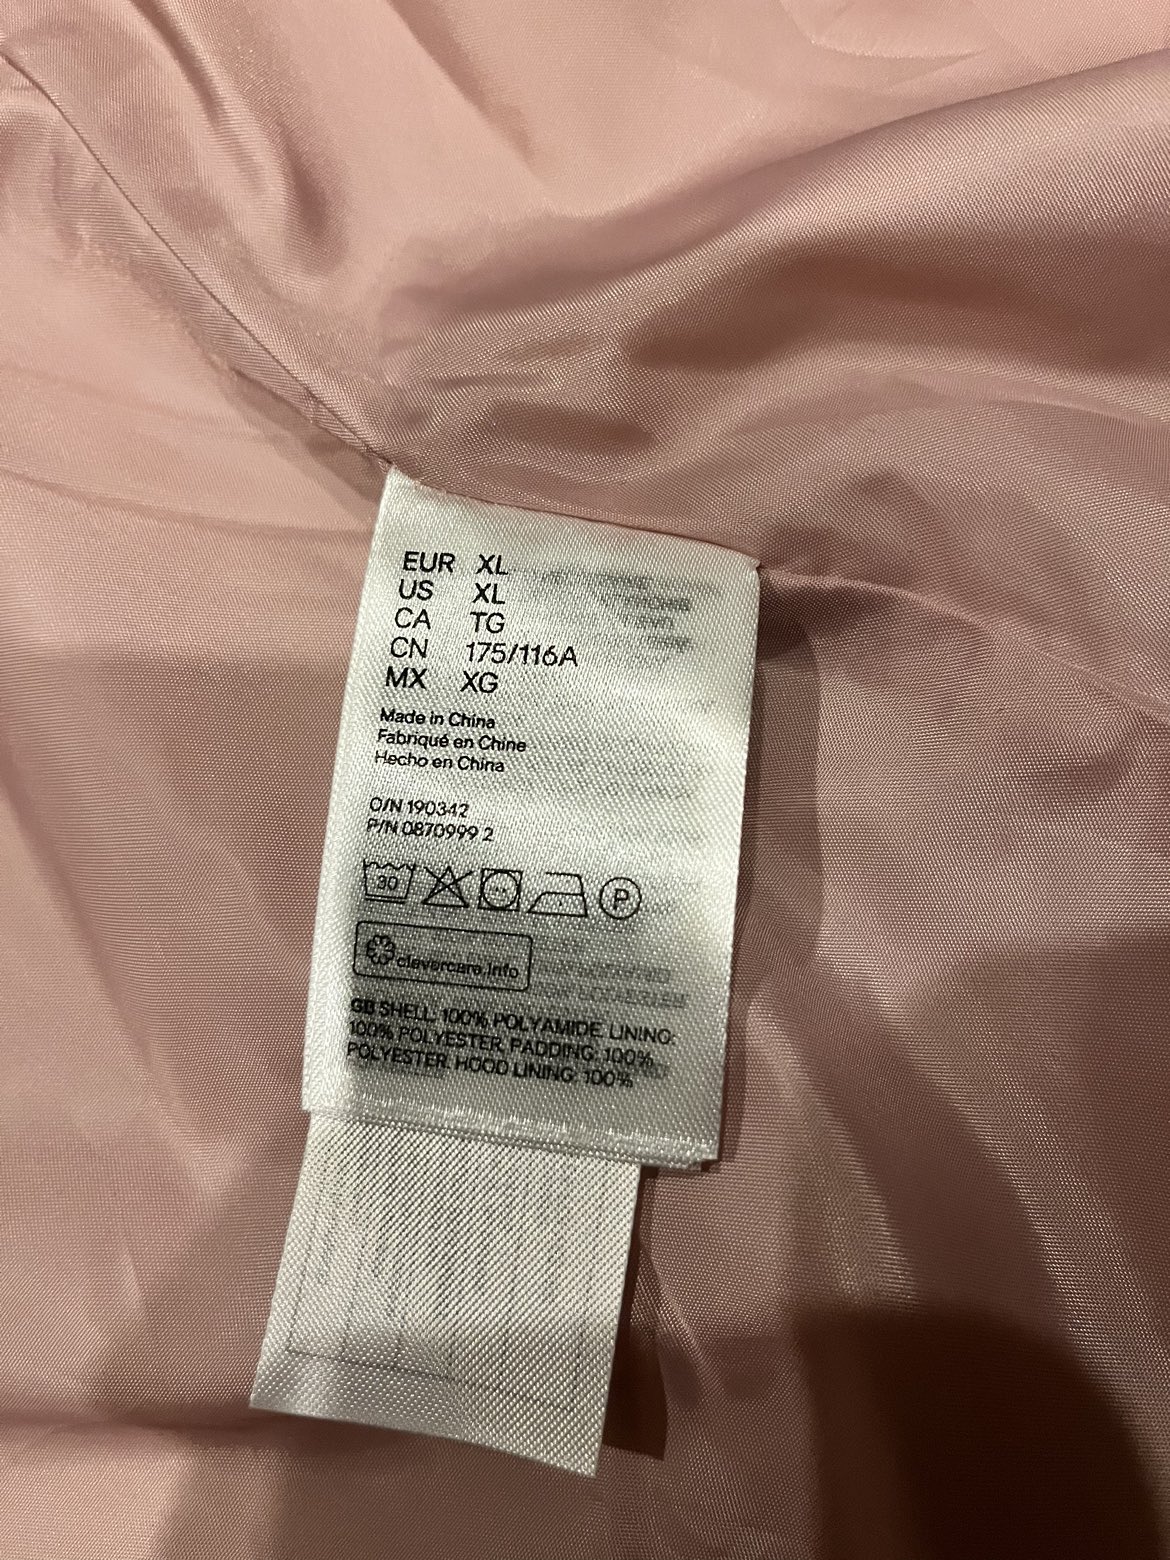 EUR XL
US XL
CA TG
CN 175/116A
MX XG
Made in China
Fabriqué en Chine
Hecho en China
O/N 190342
P/N 0870999 2
30 P
clevercare.info
GB SHELL: 100% POLYAMIDE. LINING:
100% POLYESTER. PADDING: 100%
POLYESTER. HOOD LINING: 100%